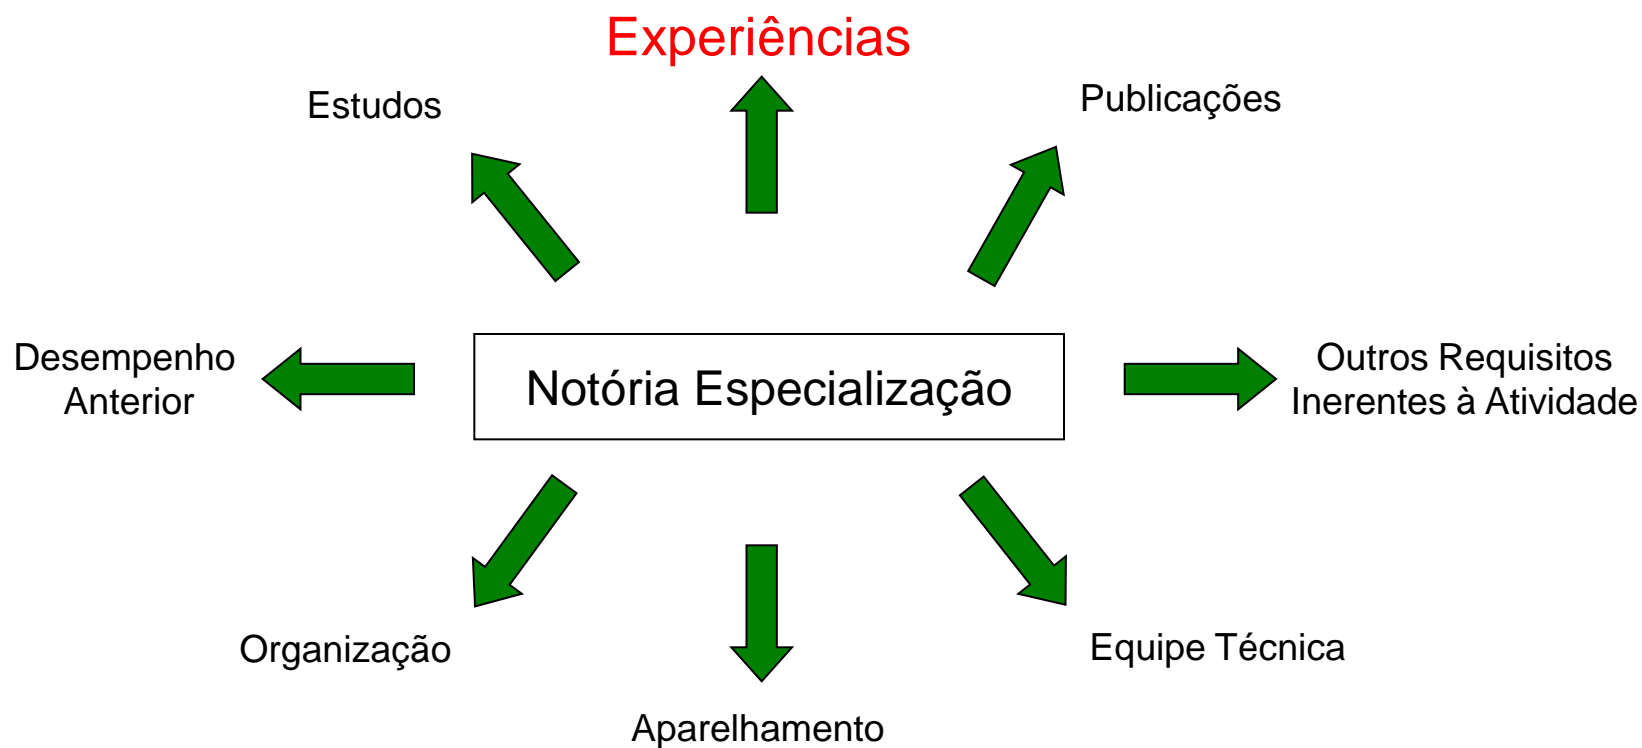 Experiências
Estudos
Publicações
Desempenho
Anterior
Notória Especialização
Outros Requisitos
Inerentes à Atividade
Organização
Equipe Técnica
Aparelhamento